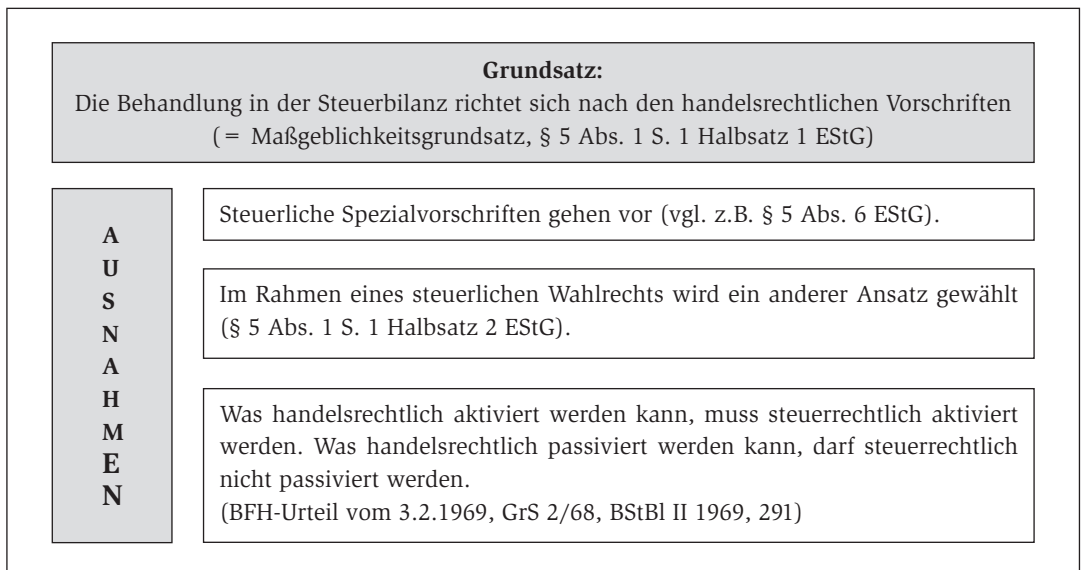 Grundsatz:
Die Behandlung in der Steuerbilanz richtet sich nach den handelsrechtlichen Vorschriften
( = Maßgeblichkeitsgrundsatz, § 5 Abs. 1 S. 1 Halbsatz 1 EStG)
A
U
S
N
A
H
M
E
N
Steuerliche Spezialvorschriften gehen vor (vgl. z.B. § 5 Abs. 6 EStG).
Im Rahmen eines steuerlichen Wahlrechts wird ein anderer Ansatz gewählt
(§ 5 Abs. 1 S. 1 Halbsatz 2 EStG).
Was handelsrechtlich aktiviert werden kann, muss steuerrechtlich aktiviert
werden. Was handelsrechtlich passiviert werden kann, darf steuerrechtlich
nicht passiviert werden.
(BFH-Urteil vom 3.2.1969, GrS 2/68, BStBl II 1969, 291)